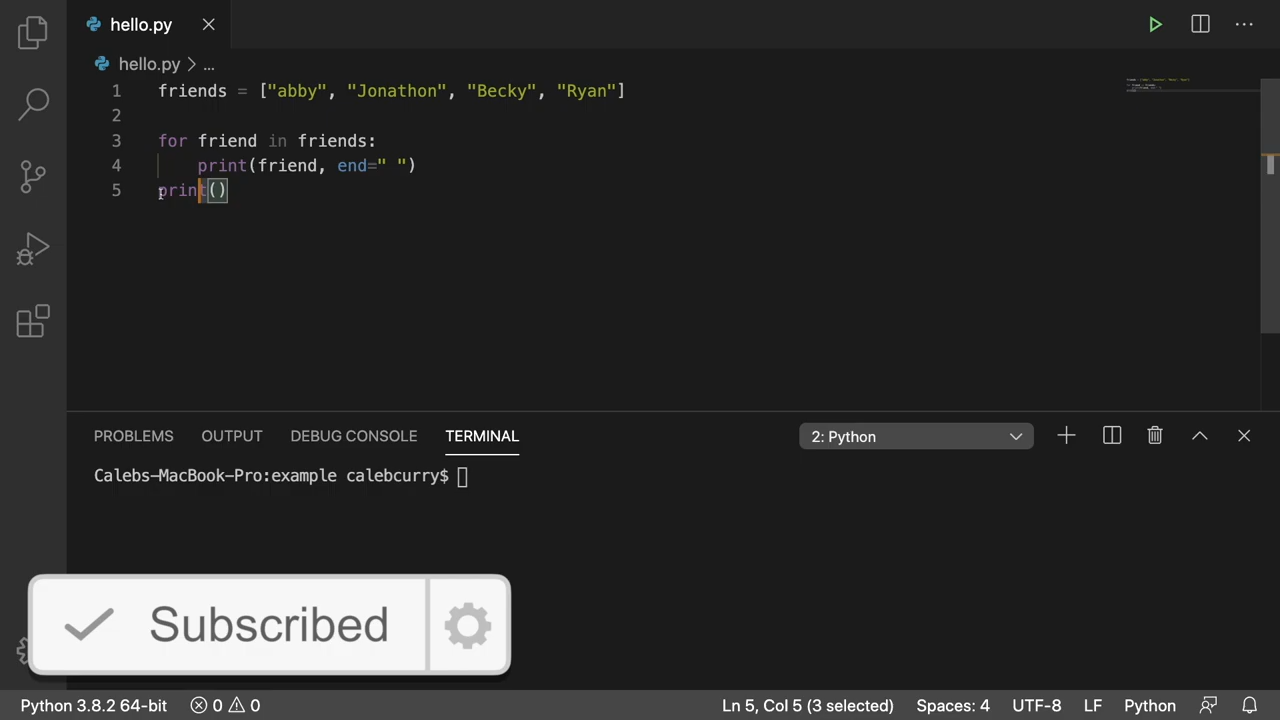 hello.py
hello.py > ...
1 friends = ["abby", "Jonathon", "Becky", "Ryan"]
2
3 for friend in friends:
4     print(friend, end=" ")
5 print()
PROBLEMS OUTPUT DEBUG CONSOLE TERMINAL 2: Python
Calebs-MacBook-Pro:example calebcurry$
Subscribed
Python 3.8.2 64-bit 0 0 Ln 5, Col 5 (3 selected) Spaces: 4 UTF-8 LF Python